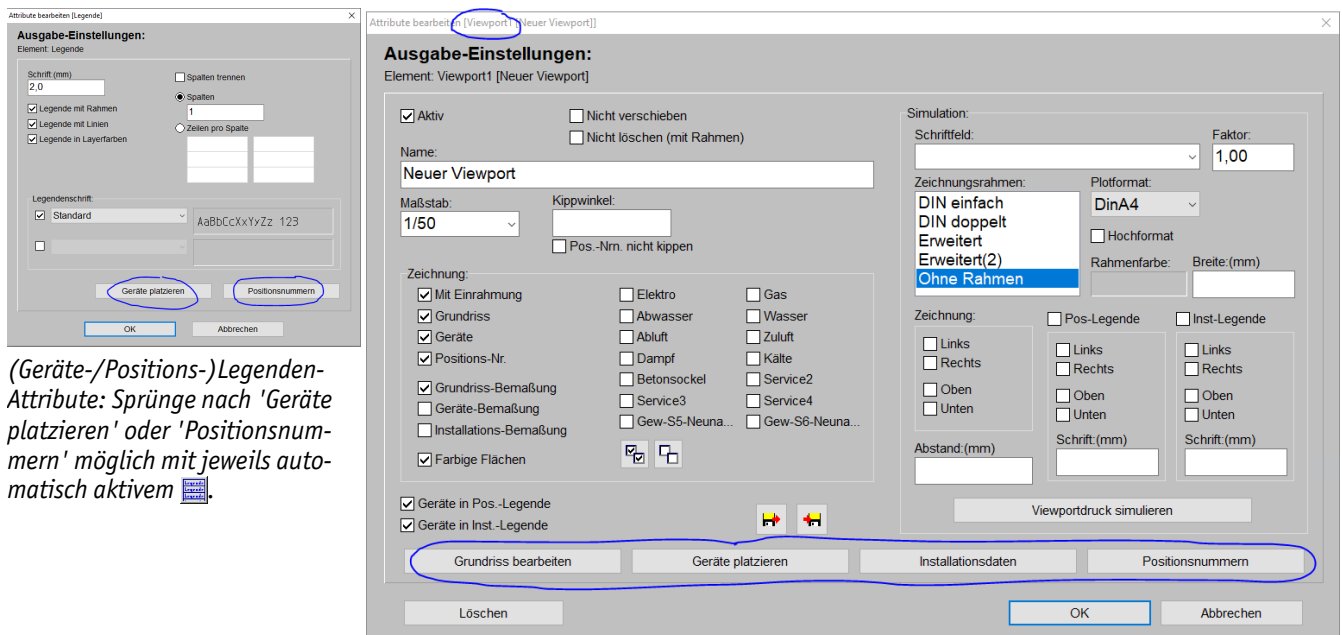 Attribute bearbeiten [Legende]
Ausgabe-Einstellungen:
Element: Legende
Schrift:(mm)
2,0
Legende mit Rahmen
Legende mit Linien
Legende in Layerfarben
Spalten trennen
Spalten
1
Zeilen pro Spalte
Legendenschrift:
Standard
AaBbCcXxYyZz 123
Geräte platzieren
Positionsnummern
OK
Abbrechen
(Geräte-/Positions-)Legenden-
Attribute: Sprünge nach 'Geräte
platzieren' oder 'Positionsnum-
mern' möglich mit jeweils auto-
matisch aktivem .
Attribute bearbeiten [Viewport1 [Neuer Viewport]]
Ausgabe-Einstellungen:
Element: Viewport1 [Neuer Viewport]
Aktiv
Nicht verschieben
Nicht löschen (mit Rahmen)
Name:
Neuer Viewport
Maßstab:
1/50
Kippwinkel:
Pos.-Nrn. nicht kippen
Zeichnung:
Mit Einrahmung
Grundriss
Geräte
Positions-Nr.
Grundriss-Bemaßung
Geräte-Bemaßung
Installations-Bemaßung
Farbige Flächen
Elektro
Abwasser
Abluft
Dampf
Betonsockel
Service3
Gew-S5-Neuna...
Gas
Wasser
Zuluft
Kälte
Service2
Service4
Gew-S6-Neuna...
Geräte in Pos.-Legende
Geräte in Inst.-Legende
Simulation:
Schriftfeld:
Faktor:
1,00
Zeichnungsrahmen:
DIN einfach
DIN doppelt
Erweitert
Erweitert(2)
Ohne Rahmen
Plotformat:
DinA4
Hochformat
Rahmenfarbe:
Breite:(mm)
Zeichnung:
Links
Rechts
Oben
Unten
Abstand:(mm)
Pos-Legende
Links
Rechts
Oben
Unten
Schrift:(mm)
Inst-Legende
Links
Rechts
Oben
Unten
Schrift:(mm)
Viewportdruck simulieren
Grundriss bearbeiten
Geräte platzieren
Installationsdaten
Positionsnummern
Löschen
OK
Abbrechen